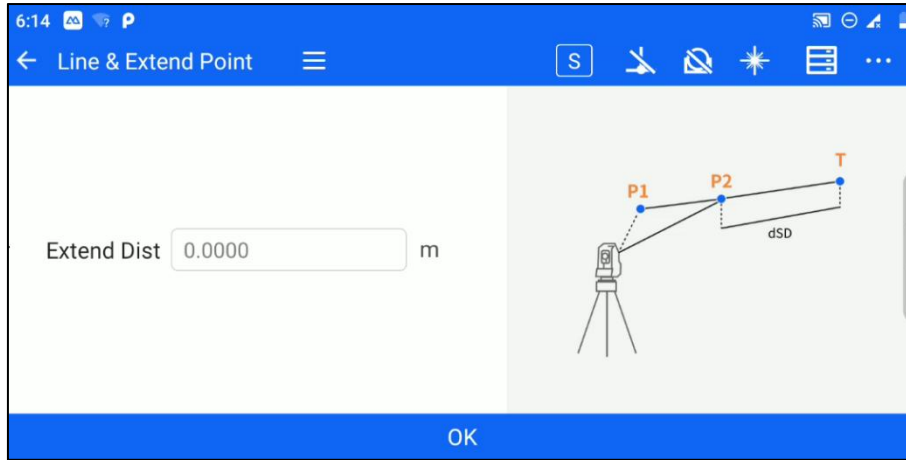 6:14
Line & Extend Point
S
P1
P2
T
dSD
Extend Dist 0.0000 m
OK